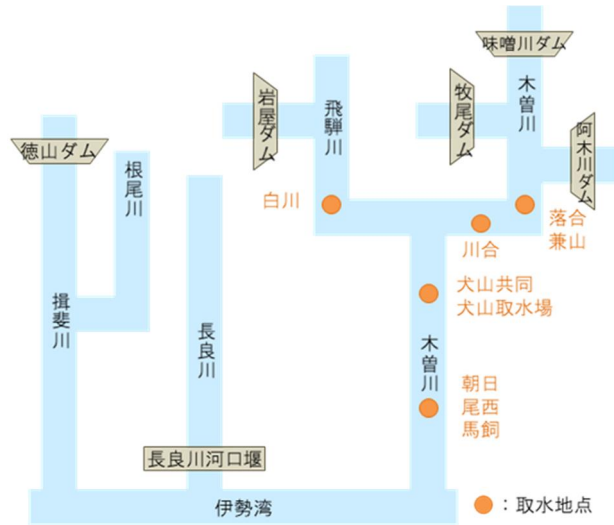 味噌川ダム
岩屋ダム
飛騨川
牧尾ダム
木曽川
阿木川ダム
徳山ダム
根尾川
白川
落合
兼山
川合
犬山共同
犬山取水場
揖斐川
長良川
木曽川
朝日
尾西
馬飼
長良川河口堰
伊勢湾
：取水地点